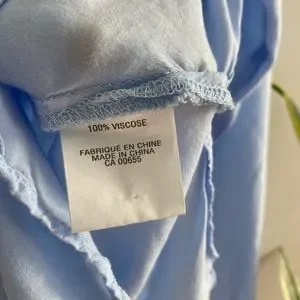 100% VISCOSE
FABRIQUÉ EN CHINE
MADE IN CHINA
CA 00655